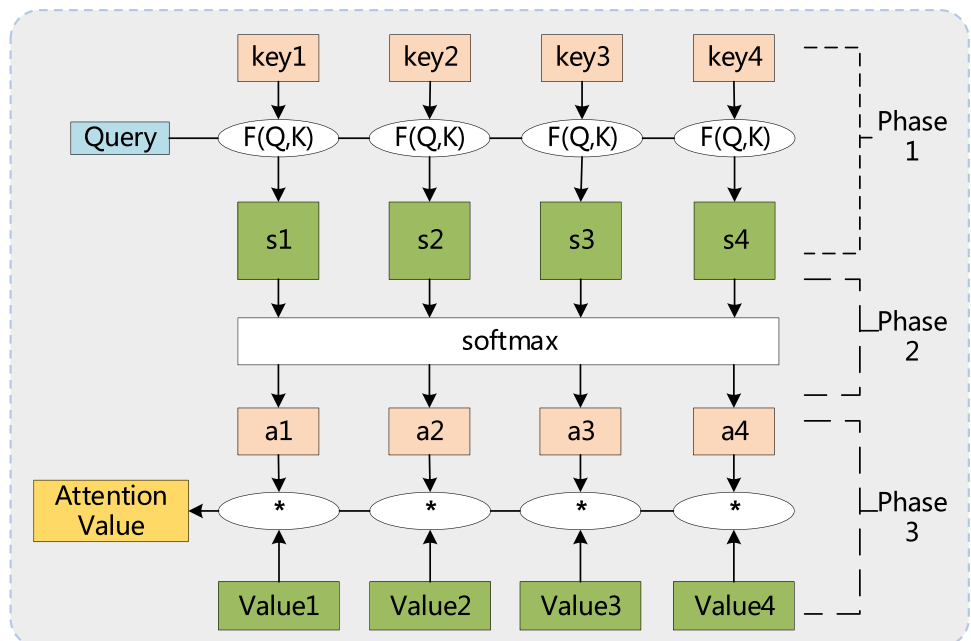 key1 key2 key3 key4
Query F(Q,K) F(Q,K) F(Q,K) F(Q,K)
Phase
1
s1 s2 s3 s4
softmax
Phase
2
a1 a2 a3 a4
Attention
Value
* * * *
Phase
3
Value1 Value2 Value3 Value4